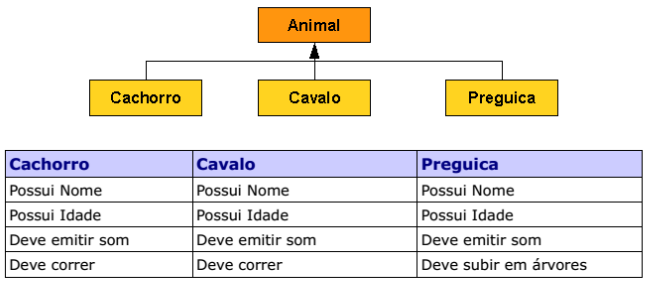 Animal
Cachorro Cavalo Preguica
Cachorro Cavalo Preguica
Possui Nome Possui Nome Possui Nome
Possui Idade Possui Idade Possui Idade
Deve emitir som Deve emitir som Deve emitir som
Deve correr Deve correr Deve subir em árvores